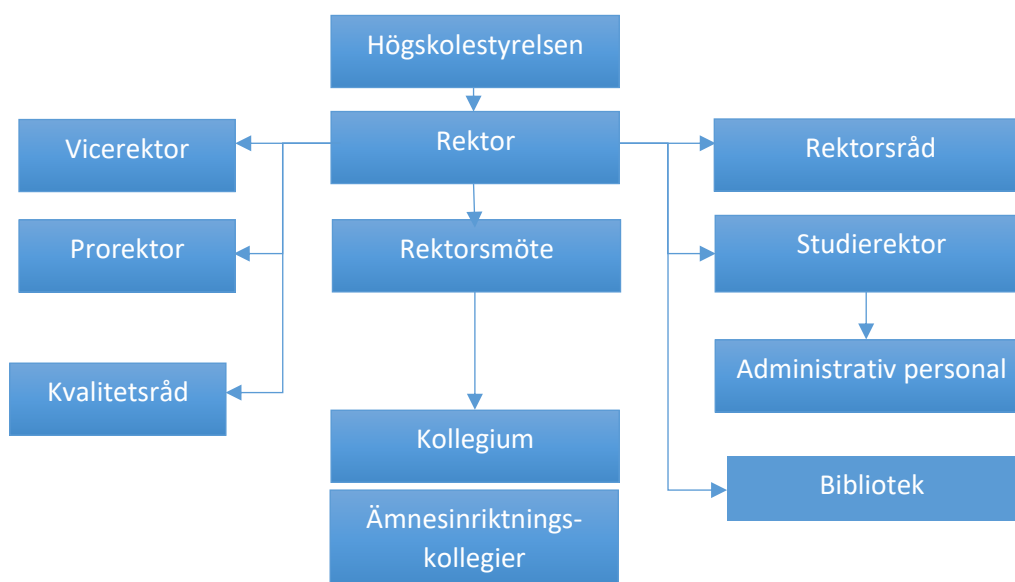 Högskolestyrelsen
Vicerektor
Rektor
Rektorsråd
Prorektor
Rektorsmöte
Studierektor
Kvalitetsråd
Administrativ personal
Kollegium
Bibliotek
Ämnesinriktnings-
kollegier